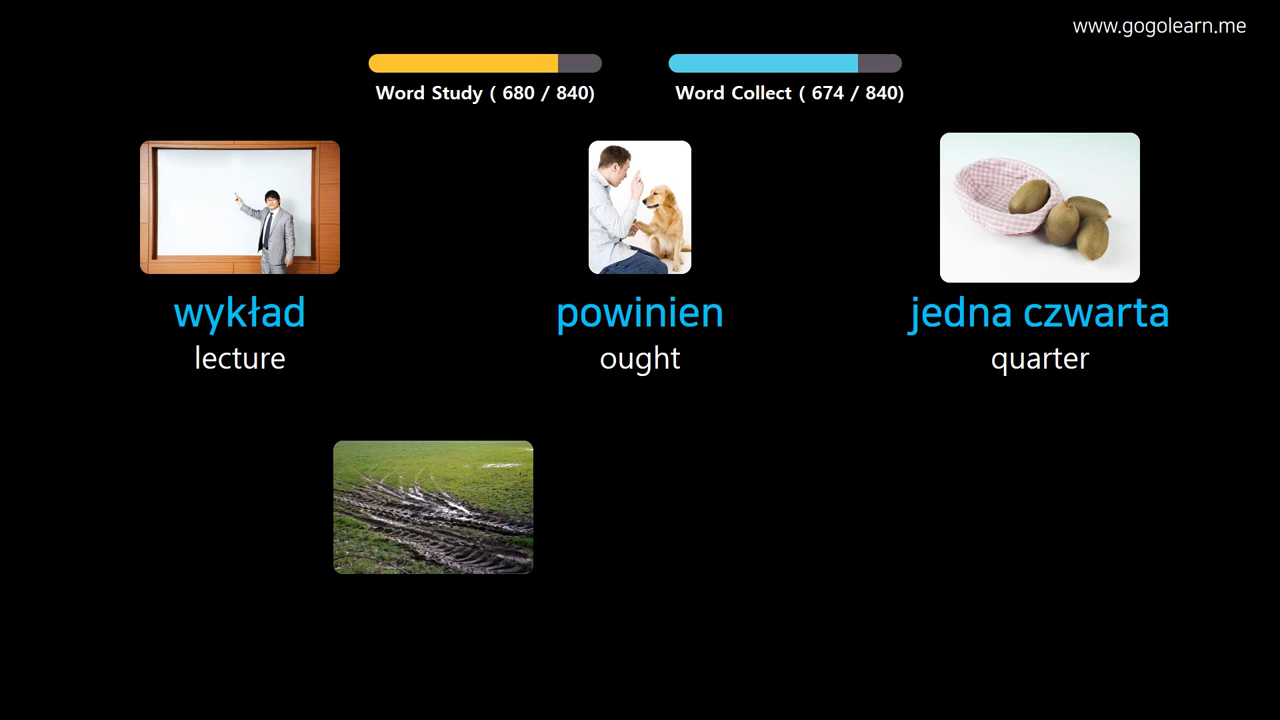 www.gogolearn.me
Word Study ( 680 / 840)
Word Collect ( 674 / 840)
wykład
lecture
powinien
ought
jedna czwarta
quarter